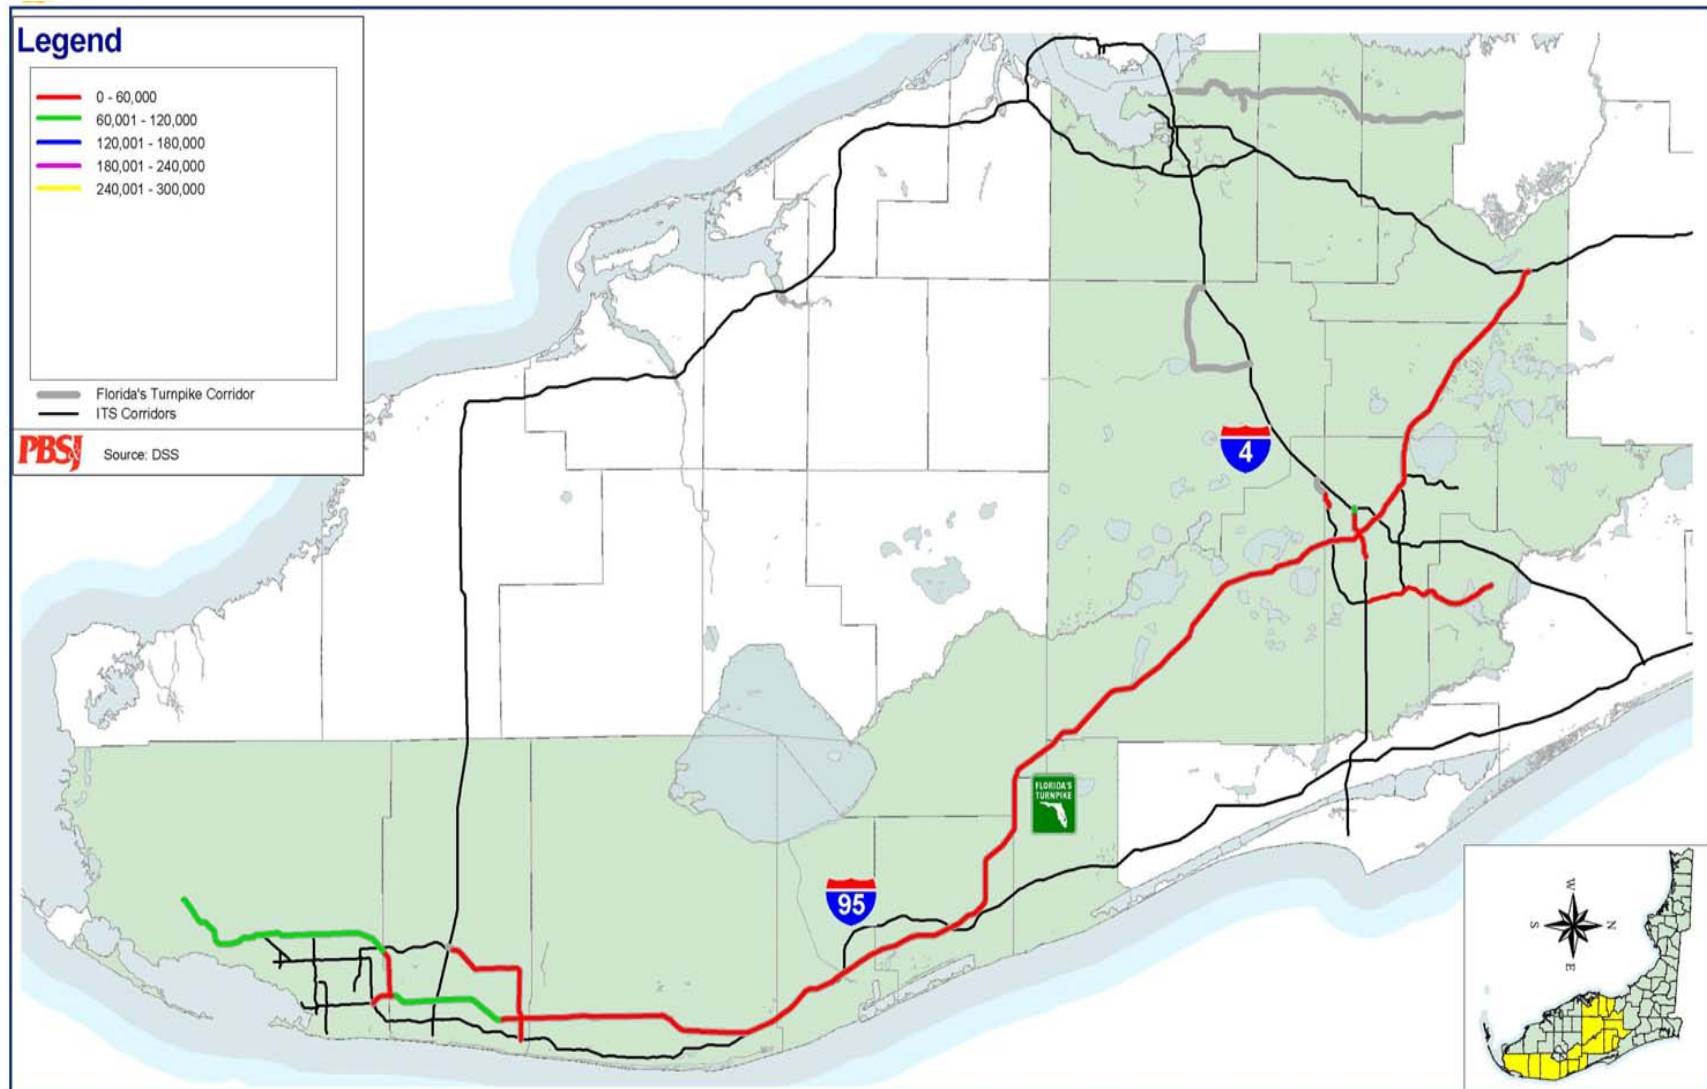 Legend
0 - 60,000
60,001 - 120,000
120,001 - 180,000
180,001 - 240,000
240,001 - 300,000
Florida's Turnpike Corridor
ITS Corridors
PBSJ
Source: DSS
4
FLORIDA'S
TURNPIKE
95
W
S
N
E